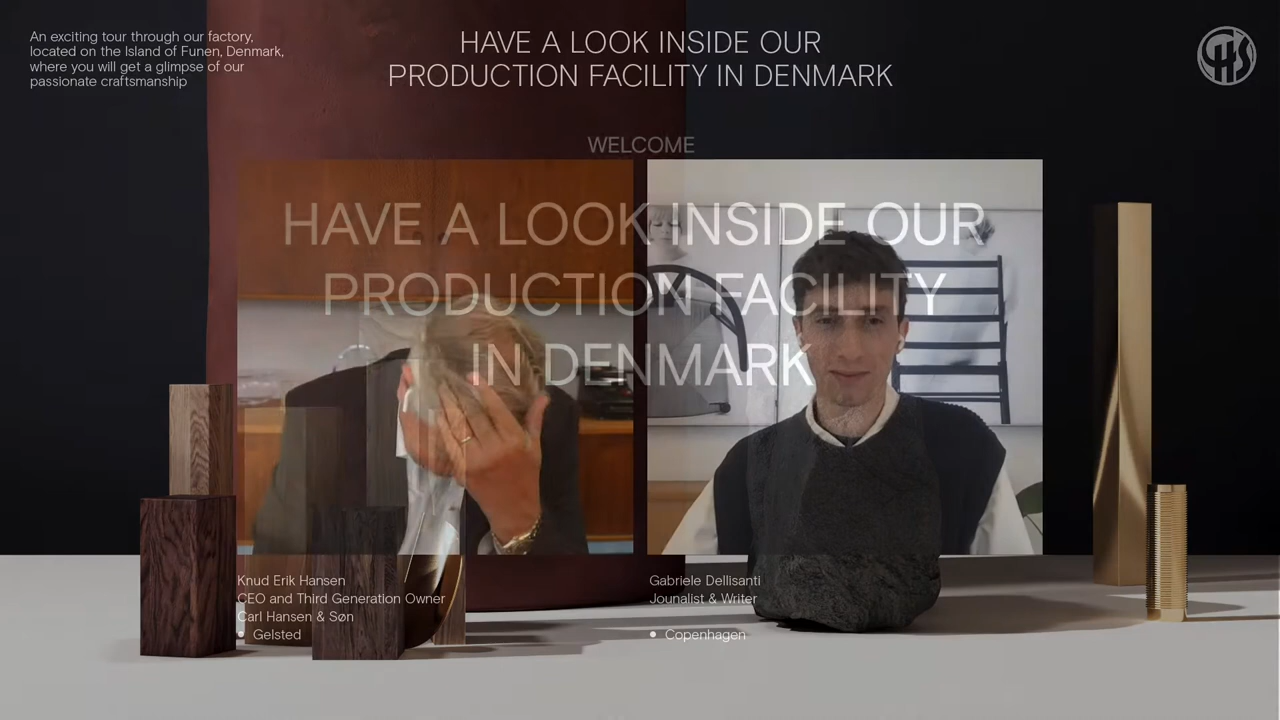 An exciting tour through our factory,
located on the Island of Funen, Denmark,
where you will get a glimpse of our
passionate craftsmanship
HAVE A LOOK INSIDE OUR
PRODUCTION FACILITY IN DENMARK
WELCOME
HAVE A LOOK INSIDE OUR
PRODUCTION FACILITY
IN DENMARK
Knud Erik Hansen
CEO and Third Generation Owner
Carl Hansen & Søn
Gelsted
Gabriele Dellisanti
Jounalist & Writer
Copenhagen